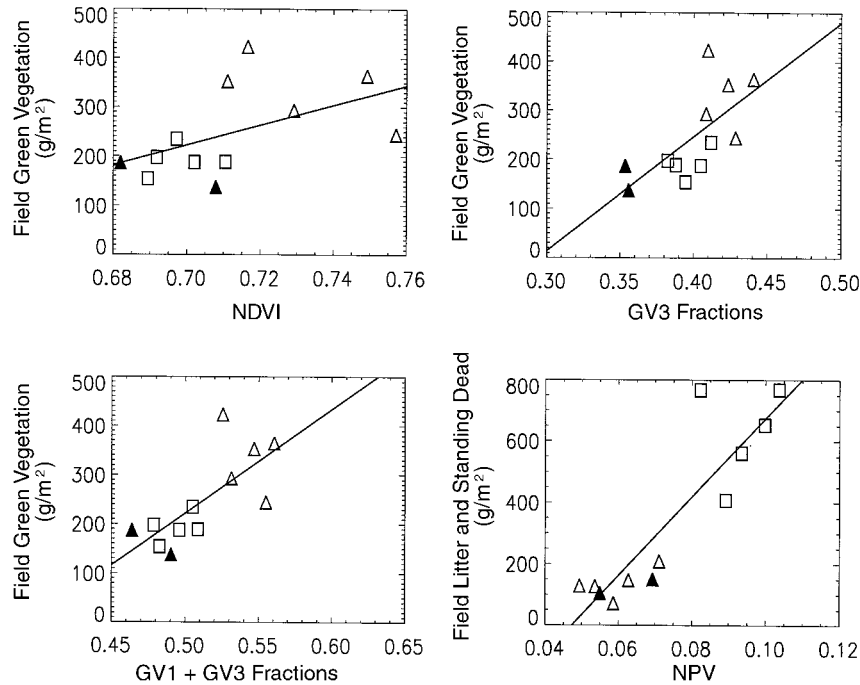 500
400
300
200
100
0
Field Green Vegetation
(g/m²)
0.68 0.70 0.72 0.74 0.76
NDVI
500
400
300
200
100
0
Field Green Vegetation
(g/m²)
0.30 0.35 0.40 0.45 0.50
GV3 Fractions
500
400
300
200
100
0
Field Green Vegetation
(g/m²)
0.45 0.50 0.55 0.60 0.65
GV1 + GV3 Fractions
800
600
400
200
0
Field Litter and Standing Dead
(g/m²)
0.04 0.06 0.08 0.10 0.12
NPV